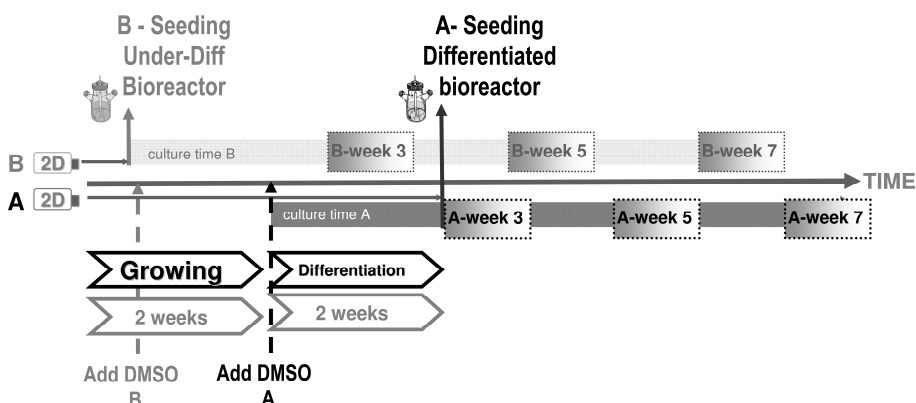 B - Seeding
Under-Diff
Bioreactor
A- Seeding
Differentiated
bioreactor
B 2D culture time B B-week 3 B-week 5 B-week 7
TIME
A 2D culture time A A-week 3 A-week 5 A-week 7
Growing Differentiation
2 weeks 2 weeks
Add DMSO
B
Add DMSO
A